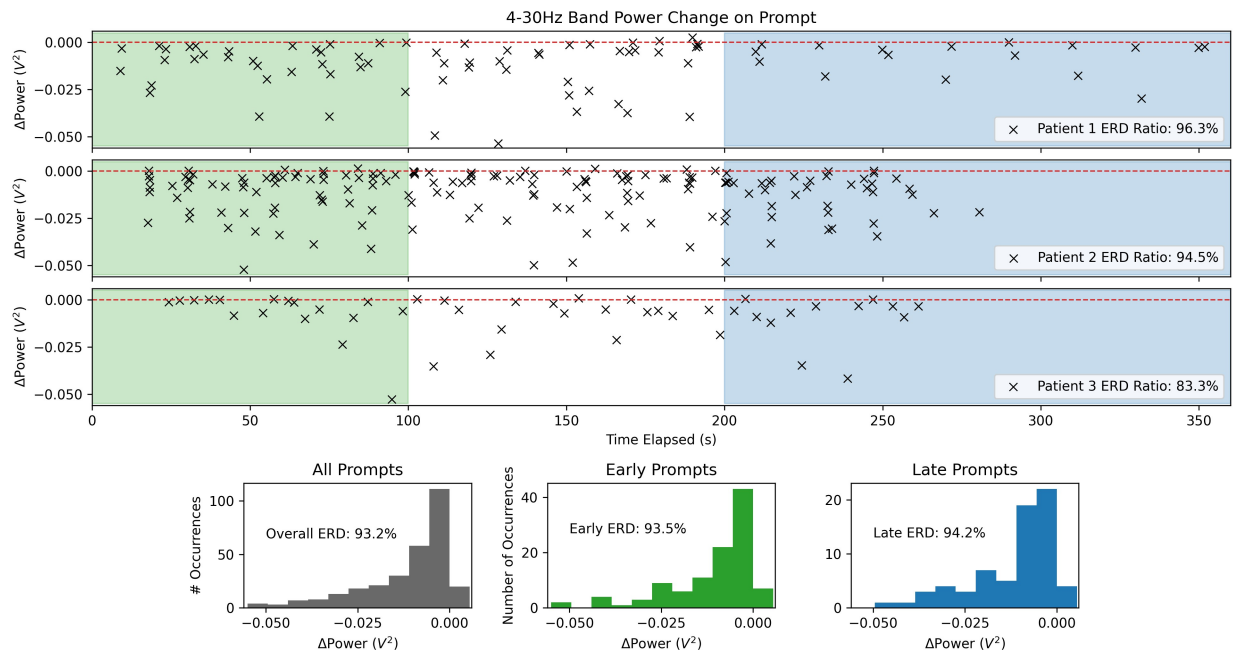 4-30Hz Band Power Change on Prompt
0.000
−0.025
−0.050
ΔPower (V²)
Patient 1 ERD Ratio: 96.3%
0.000
−0.025
−0.050
ΔPower (V²)
Patient 2 ERD Ratio: 94.5%
0.000
−0.025
−0.050
ΔPower (V²)
Patient 3 ERD Ratio: 83.3%
0 50 100 150 200 250 300 350
Time Elapsed (s)
All Prompts
# Occurrences
100
50
0
Overall ERD: 93.2%
−0.050 −0.025 0.000
ΔPower (V²)
Early Prompts
Number of Occurrences
40
20
0
Early ERD: 93.5%
−0.050 −0.025 0.000
ΔPower (V²)
Late Prompts
20
10
0
Late ERD: 94.2%
−0.050 −0.025 0.000
ΔPower (V²)